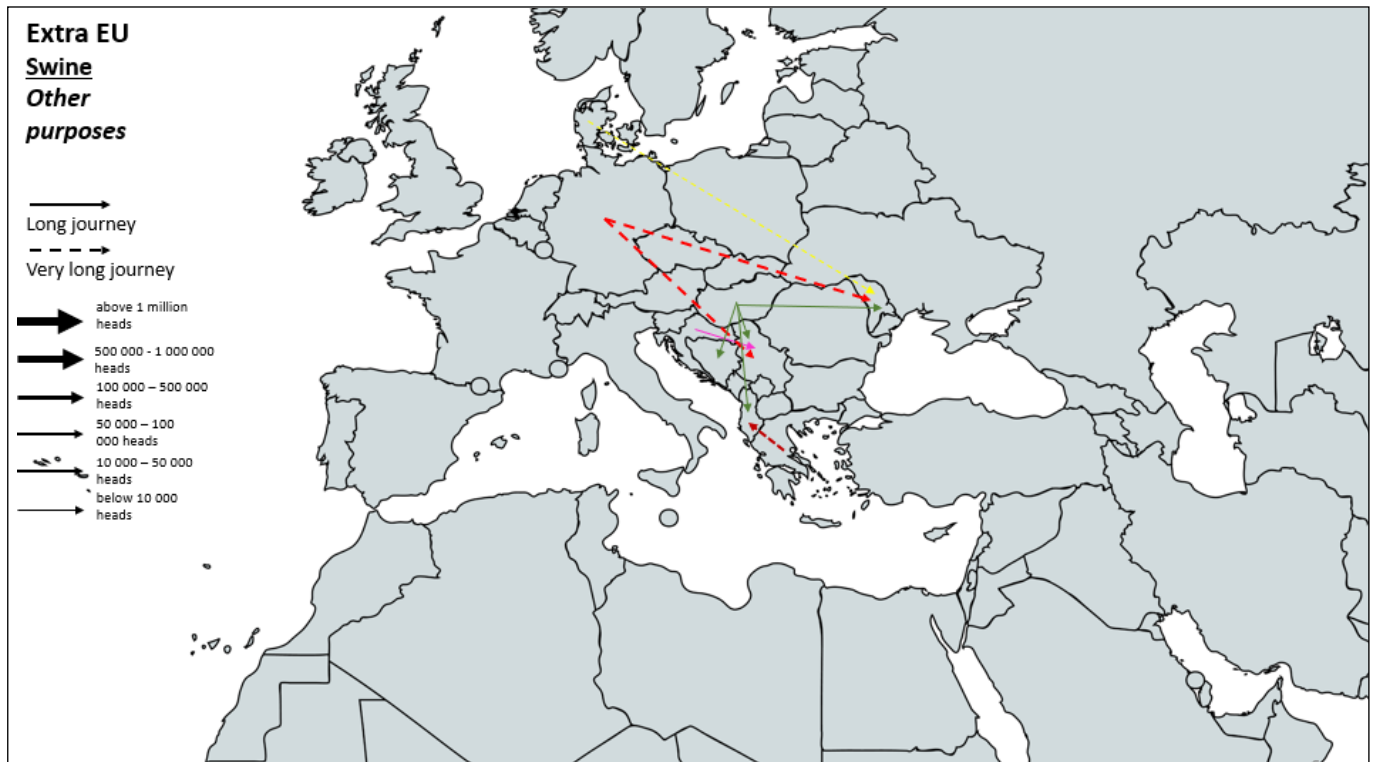 Extra EU
Swine
Other
purposes
Long journey
Very long journey
above 1 million
heads
500 000 - 1 000 000
heads
100 000 – 500 000
heads
50 000 – 100
000 heads
10 000 – 50 000
heads
below 10 000
heads